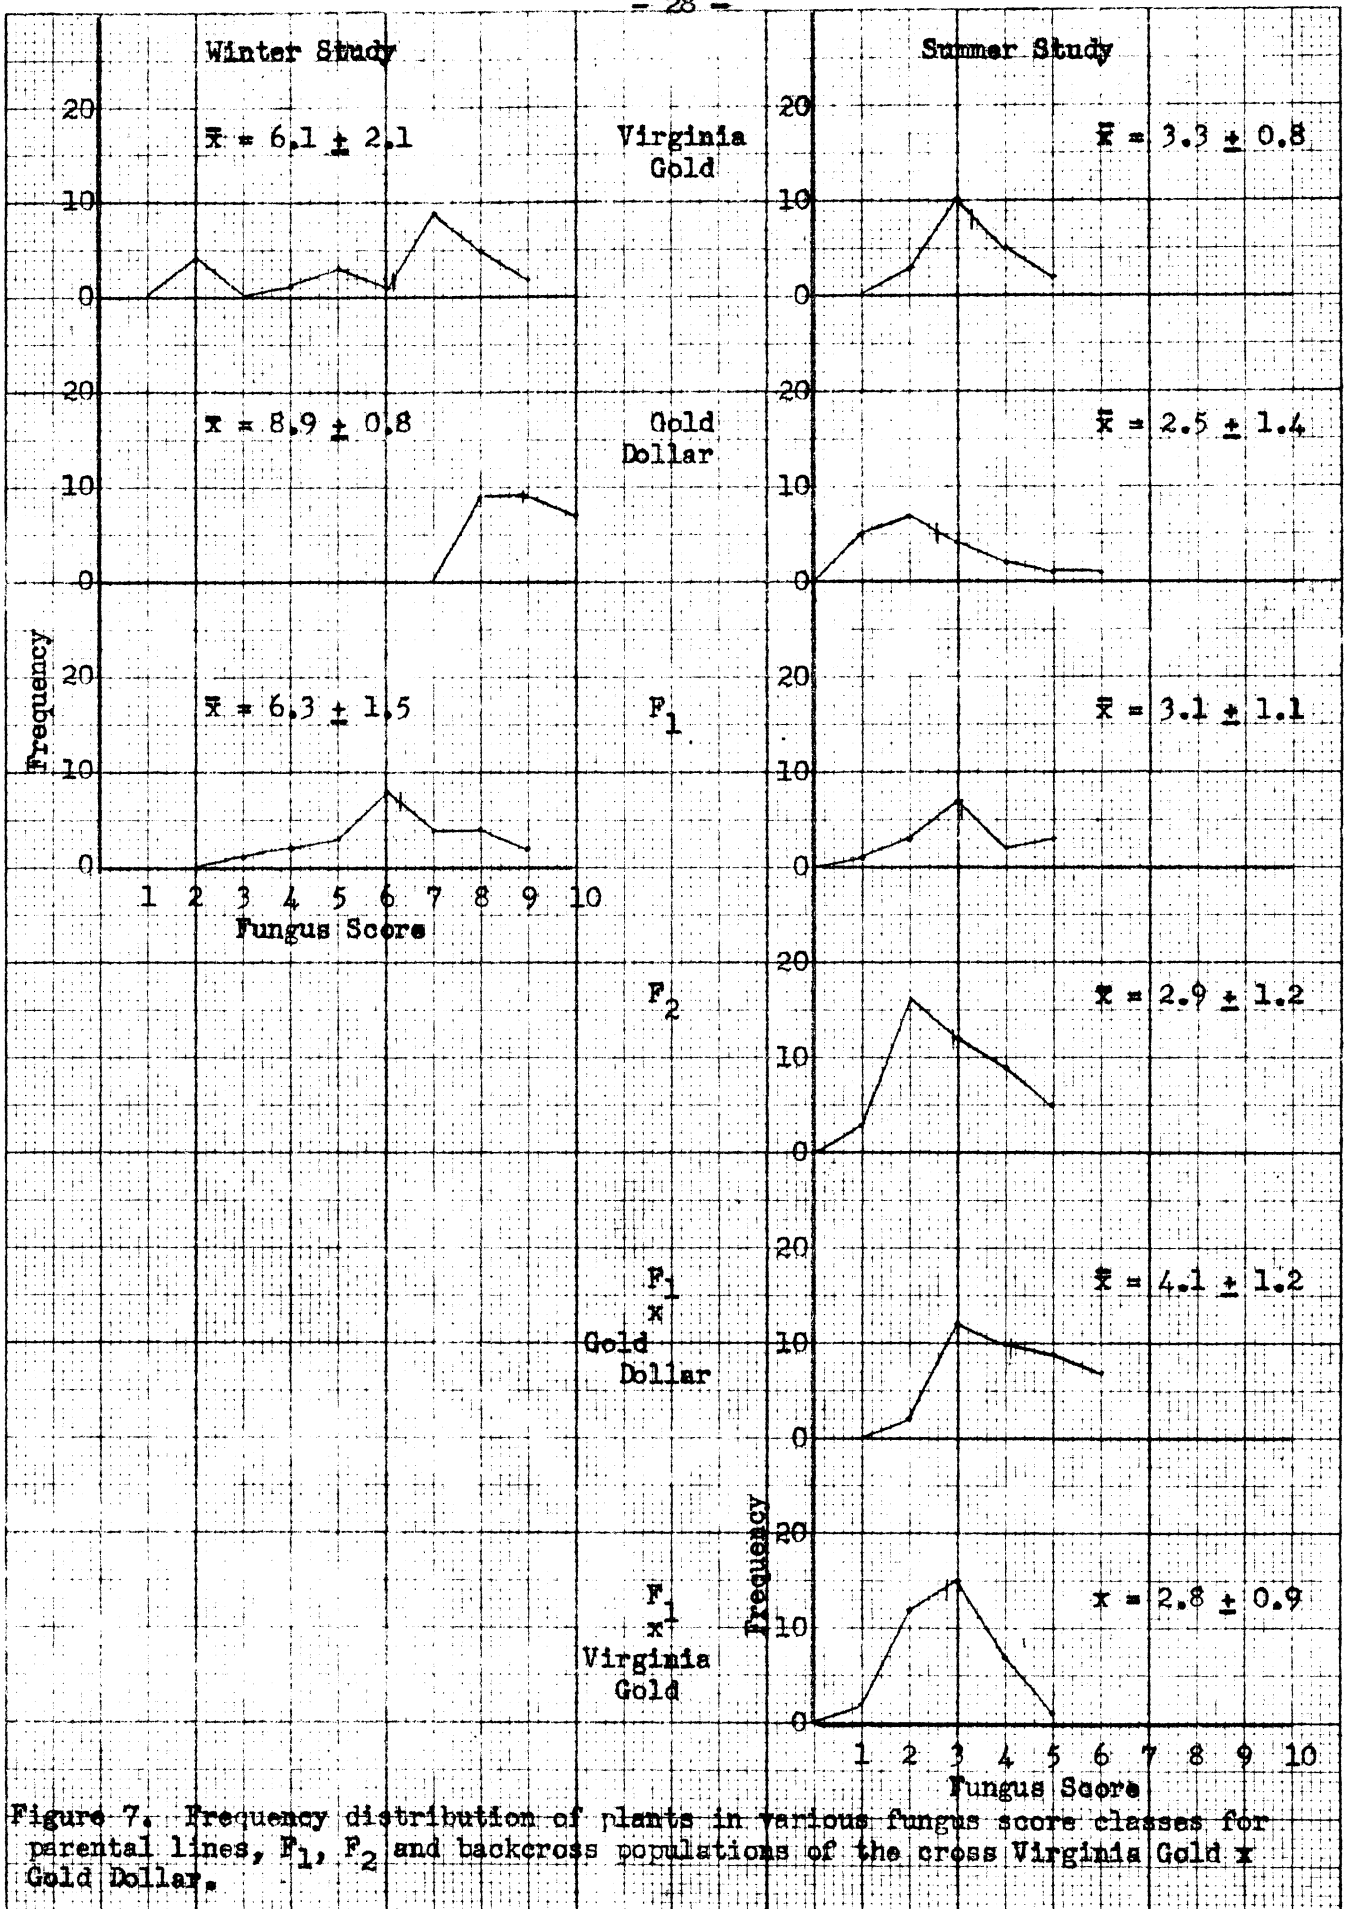 - 28 -
Winter Study
Summer Study
20
x̄ = 6.1 ± 2.1
10
0
Virginia
Gold
20
x̄ = 3.3 ± 0.8
10
0
20
x̄ = 8.9 ± 0.8
10
0
Gold
Dollar
20
x̄ = 2.5 ± 1.4
10
0
Frequency
20
x̄ = 6.3 ± 1.5
10
0
1 2 3 4 5 6 7 8 9 10
Fungus Score
F1
20
x̄ = 3.1 ± 1.1
10
0
F2
20
x̄ = 2.9 ± 1.2
10
0
F1
x
Gold
Dollar
20
x̄ = 4.1 ± 1.2
10
0
F1
x
Virginia
Gold
Frequency
20
x = 2.8 ± 0.9
10
0
1 2 3 4 5 6 7 8 9 10
Fungus Score
Figure 7. Frequency distribution of plants in various fungus score classes for
parental lines, F1, F2 and backcross populations of the cross Virginia Gold x
Gold Dollar.